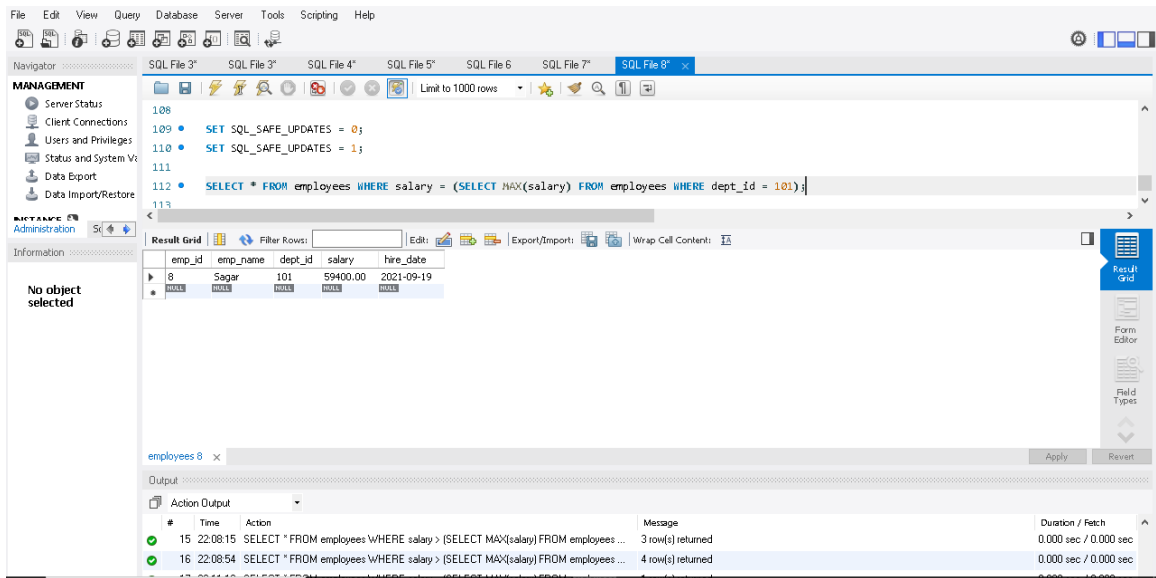 File Edit View Query Database Server Tools Scripting Help
Navigator
SQL File 3* SQL File 3* SQL File 4* SQL File 5* SQL File 6 SQL File 7* SQL File 8*
MANAGEMENT
Server Status
Client Connections
Users and Privileges
Status and System Va
Data Export
Data Import/Restore
INSTANCE
Administration Sc
Information
No object
selected
Limit to 1000 rows
108
109 SET SQL_SAFE_UPDATES = 0;
110 SET SQL_SAFE_UPDATES = 1;
111
112 SELECT * FROM employees WHERE salary = (SELECT MAX(salary) FROM employees WHERE dept_id = 101);
113
Result Grid Filter Rows: Edit: Export/Import: Wrap Cell Content: IA
emp_id emp_name dept_id salary hire_date
8 Sagar 101 59400.00 2021-09-19
NULL NULL NULL NULL NULL
Result
Grid
Form
Editor
Field
Types
employees 8
Apply Revert
Output
Action Output
# Time Action Message Duration / Fetch
15 22:08:15 SELECT * FROM employees WHERE salary > (SELECT MAX(salary) FROM employees ... 3 row(s) returned 0.000 sec / 0.000 sec
16 22:08:54 SELECT * FROM employees WHERE salary > (SELECT MAX(salary) FROM employees ... 4 row(s) returned 0.000 sec / 0.000 sec